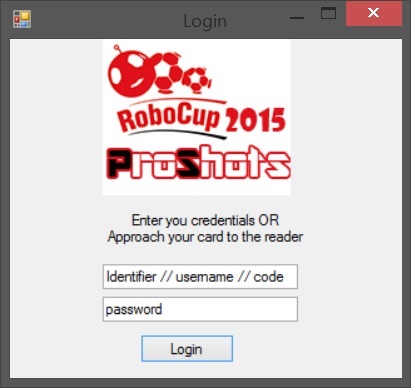 Login
RoboCup 2015
ProShots
Enter you credentials OR
Approach your card to the reader
Identifier // username // code
password
Login